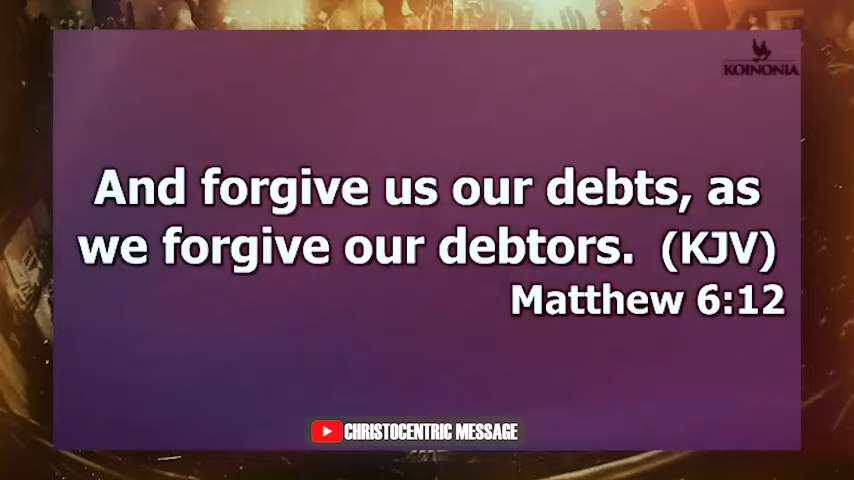 KOINONIA
And forgive us our debts, as
we forgive our debtors. (KJV)
Matthew 6:12
CHRISTOCENTRIC MESSAGE